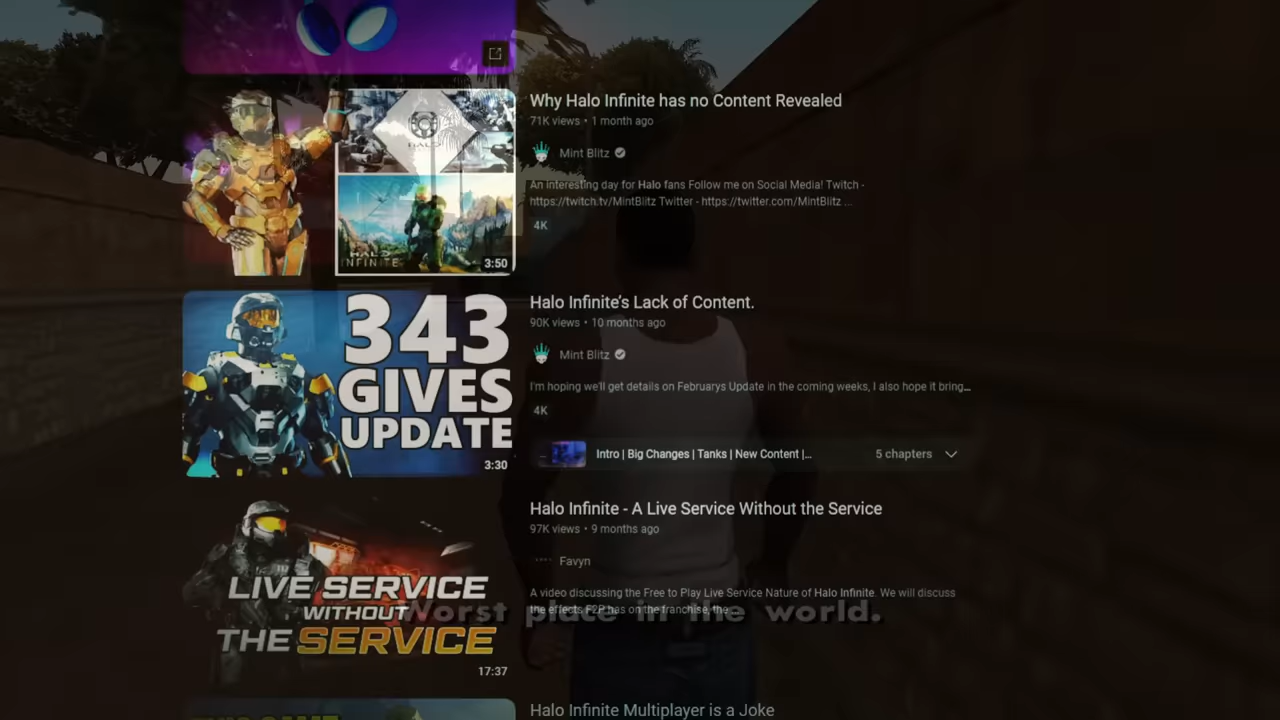 Why Halo Infinite has no Content Revealed
71K views • 1 month ago
Mint Blitz
An interesting day for Halo fans Follow me on Social Media! Twitch -
https://twitch.tv/MintBlitz Twitter - https://twitter.com/MintBlitz ...
4K
HALO
HALO
INFINITE
3:50
Halo Infinite's Lack of Content.
90K views • 10 months ago
Mint Blitz
I'm hoping we'll get details on Februarys Update in the coming weeks, I also hope it bring...
4K
Intro | Big Changes | Tanks | New Content |...
5 chapters
343
GIVES
UPDATE
3:30
Halo Infinite - A Live Service Without the Service
97K views • 9 months ago
Favyn
A video discussing the Free to Play Live Service Nature of Halo Infinite. We will discuss
the effects F2P has on the franchise, the ...
LIVE SERVICE
WITHOUT
THE SERVICE
17:37
Worst place in the world.
Halo Infinite Multiplayer is a Joke